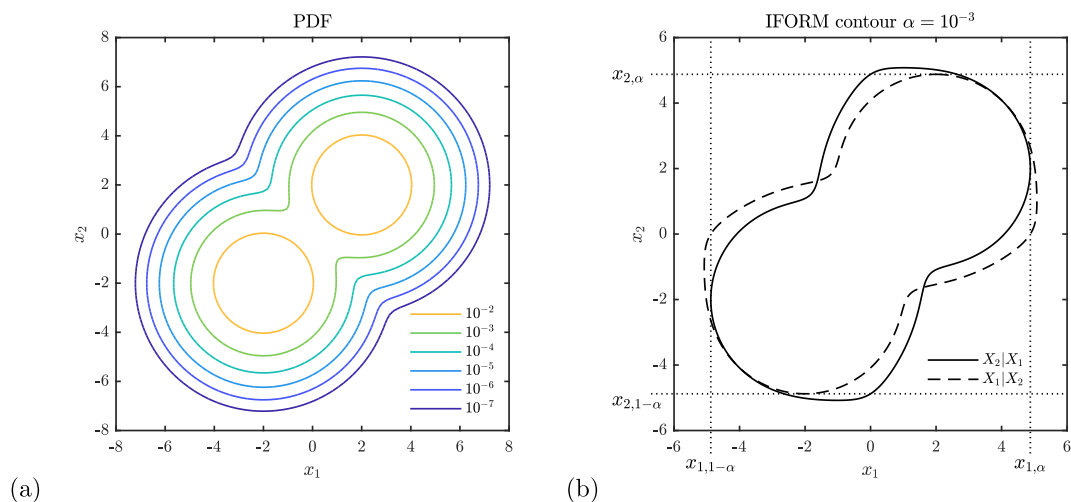 PDF
8
6
4
2
0
-2
-4
-6
-8
x₂
-8 -6 -4 -2 0 2 4 6 8
x₁
10⁻²
10⁻³
10⁻⁴
10⁻⁵
10⁻⁶
10⁻⁷
(a)
IFORM contour α = 10⁻³
6
x₂,α
4
2
0
-2
-4
x₂,₁₋α
-6
x₂
-6 -4 -2 0 2 4 6
x₁,₁₋α x₁ x₁,α
X₂|X₁
X₁|X₂
(b)